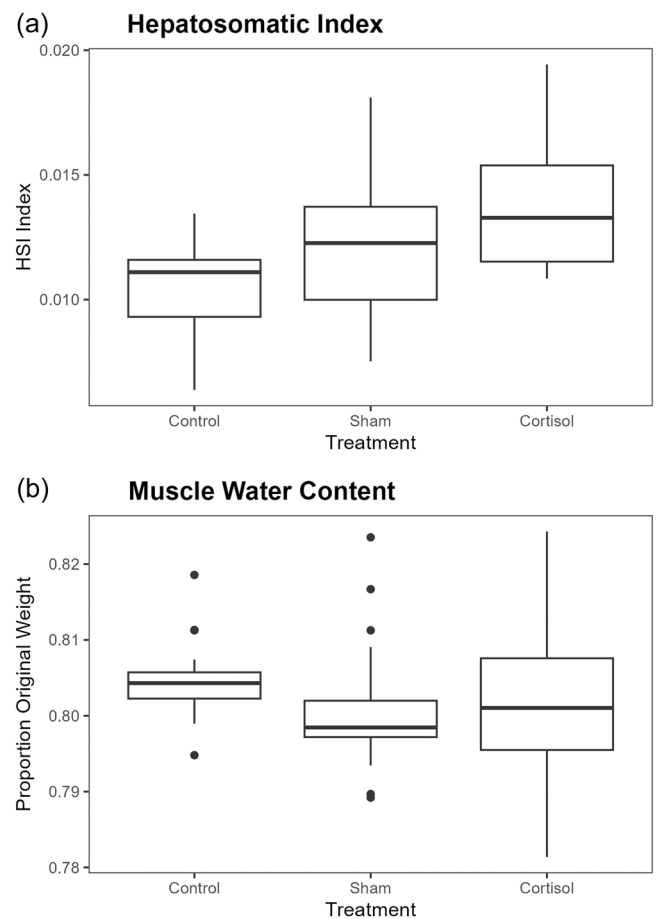 (a) Hepatosomatic Index
0.020
0.015
0.010
HSI Index
Control Sham Cortisol
Treatment
(b) Muscle Water Content
0.82
0.81
0.80
0.79
0.78
Proportion Original Weight
Control Sham Cortisol
Treatment